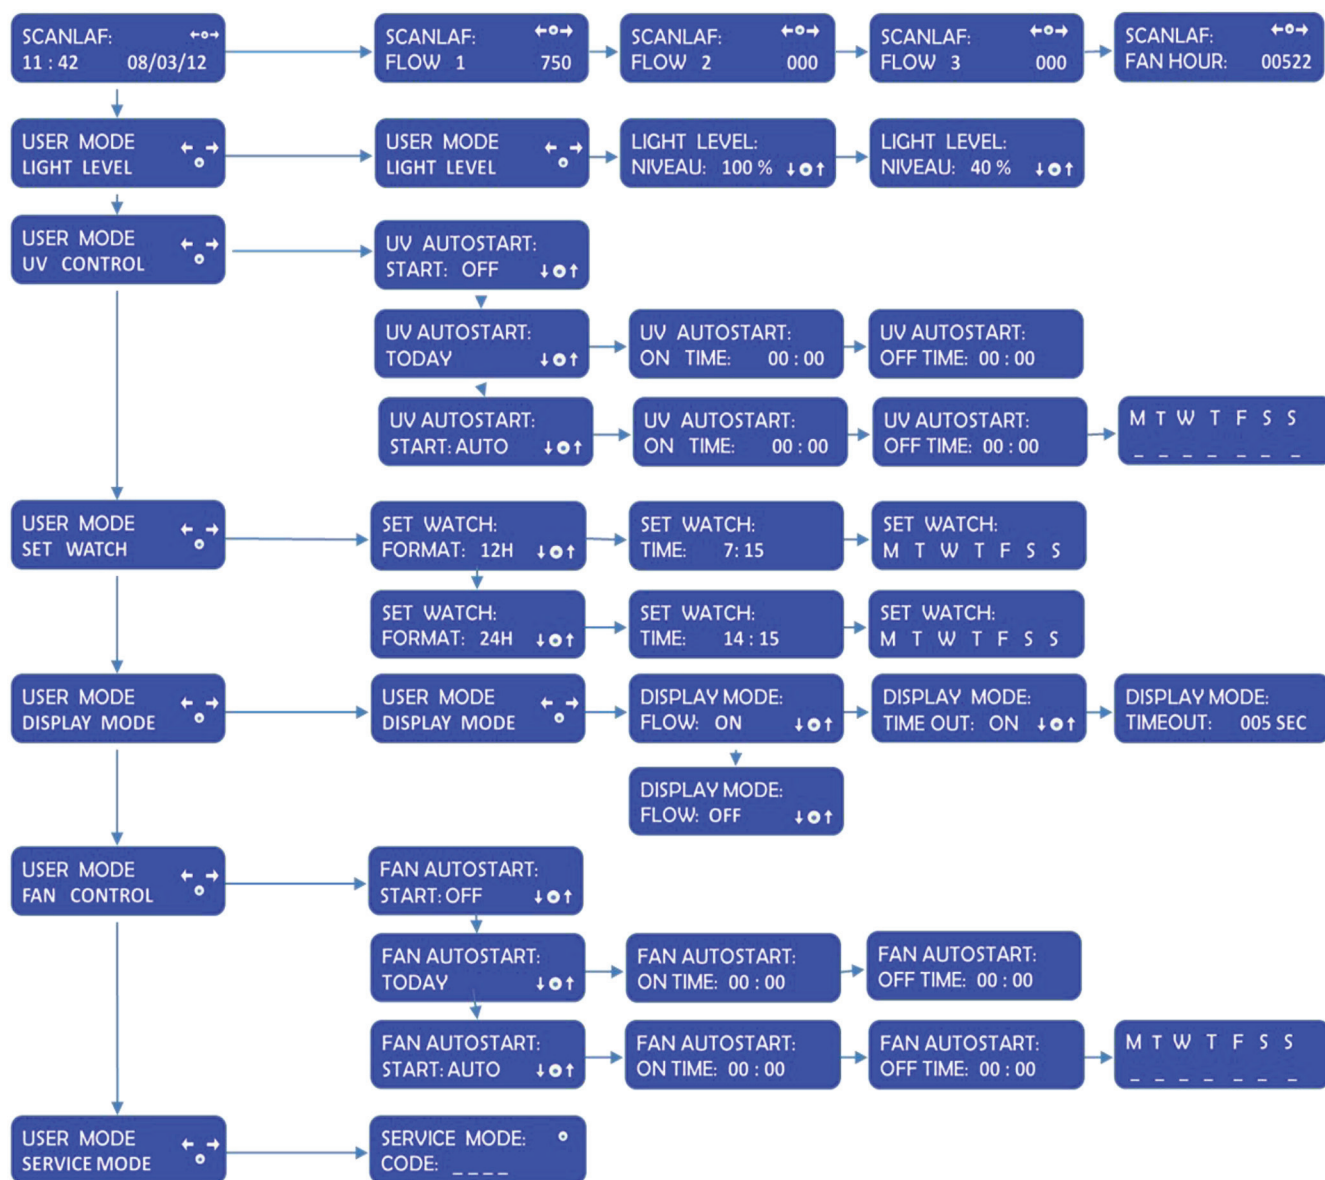 SCANLAF: ←o→
11 : 42 08/03/12
SCANLAF: ←o→
FLOW 1 750
SCANLAF: ←o→
FLOW 2 000
SCANLAF: ←o→
FLOW 3 000
SCANLAF: ←o→
FAN HOUR: 00522
USER MODE ← →
LIGHT LEVEL o
USER MODE ← →
LIGHT LEVEL o
LIGHT LEVEL:
NIVEAU: 100 % ↓o↑
LIGHT LEVEL:
NIVEAU: 40 % ↓o↑
USER MODE ← →
UV CONTROL o
UV AUTOSTART:
START: OFF ↓o↑
UV AUTOSTART:
TODAY ↓o↑
UV AUTOSTART:
ON TIME: 00 : 00
UV AUTOSTART:
OFF TIME: 00 : 00
UV AUTOSTART:
START: AUTO ↓o↑
UV AUTOSTART:
ON TIME: 00 : 00
UV AUTOSTART:
OFF TIME: 00 : 00
M T W T F S S
_ _ _ _ _ _ _
USER MODE ← →
SET WATCH o
SET WATCH:
FORMAT: 12H ↓o↑
SET WATCH:
TIME: 7: 15
SET WATCH:
M T W T F S S
SET WATCH:
FORMAT: 24H ↓o↑
SET WATCH:
TIME: 14 : 15
SET WATCH:
M T W T F S S
USER MODE ← →
DISPLAY MODE o
USER MODE ← →
DISPLAY MODE o
DISPLAY MODE:
FLOW: ON ↓o↑
DISPLAY MODE:
TIME OUT: ON ↓o↑
DISPLAY MODE:
TIMEOUT: 005 SEC
DISPLAY MODE:
FLOW: OFF ↓o↑
USER MODE ← →
FAN CONTROL o
FAN AUTOSTART:
START: OFF ↓o↑
FAN AUTOSTART:
TODAY ↓o↑
FAN AUTOSTART:
ON TIME: 00 : 00
FAN AUTOSTART:
OFF TIME: 00 : 00
FAN AUTOSTART:
START: AUTO ↓o↑
FAN AUTOSTART:
ON TIME: 00 : 00
FAN AUTOSTART:
OFF TIME: 00 : 00
M T W T F S S
_ _ _ _ _ _ _
USER MODE ← →
SERVICE MODE o
SERVICE MODE: o
CODE: _ _ _ _